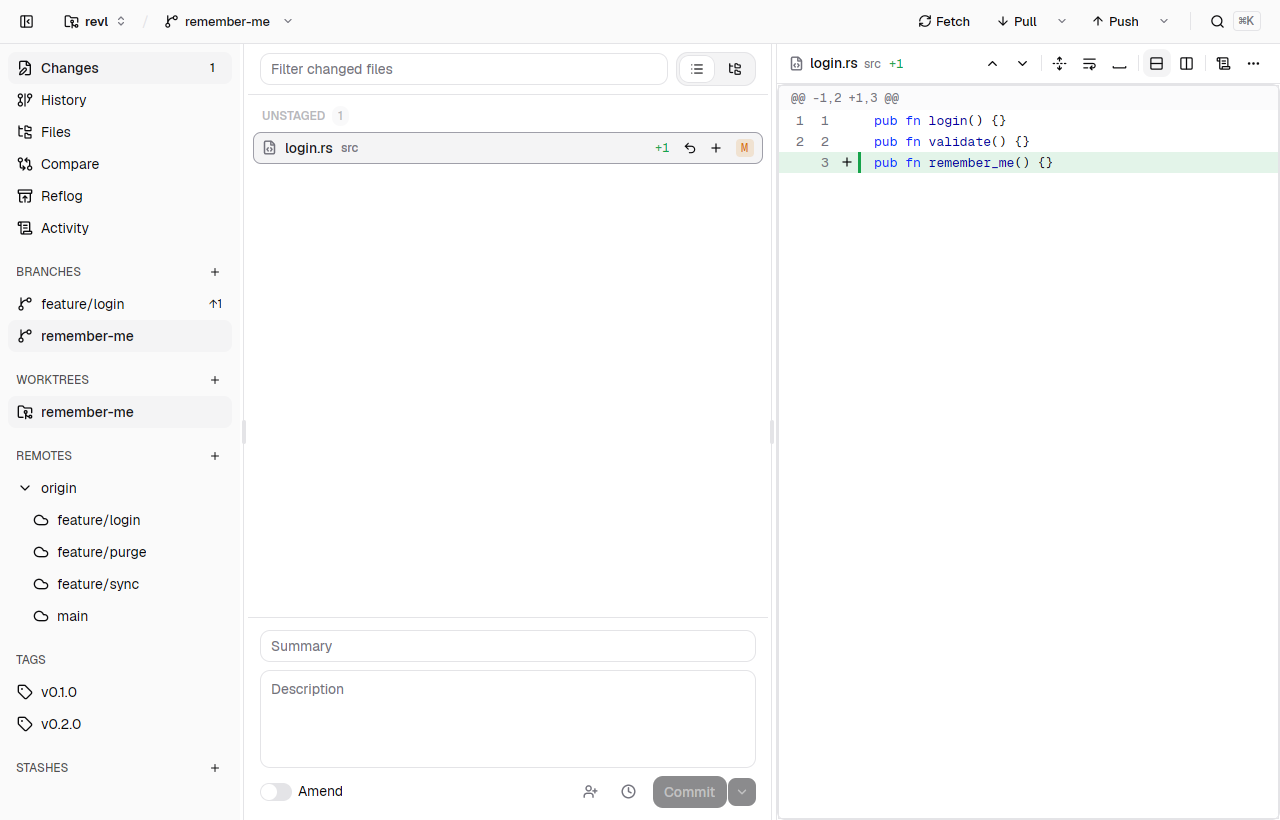 revl / remember-me Fetch Pull Push ⌘K
Changes 1
History
Files
Compare
Reflog
Activity
BRANCHES
feature/login ↑1
remember-me
WORKTREES
remember-me
REMOTES
origin
feature/login
feature/purge
feature/sync
main
TAGS
v0.1.0
v0.2.0
STASHES
Filter changed files
UNSTAGED 1
login.rs src +1 M
Summary
Description
Amend Commit
login.rs src +1
@@ -1,2 +1,3 @@
1 1 pub fn login() {}
2 2 pub fn validate() {}
3 + pub fn remember_me() {}